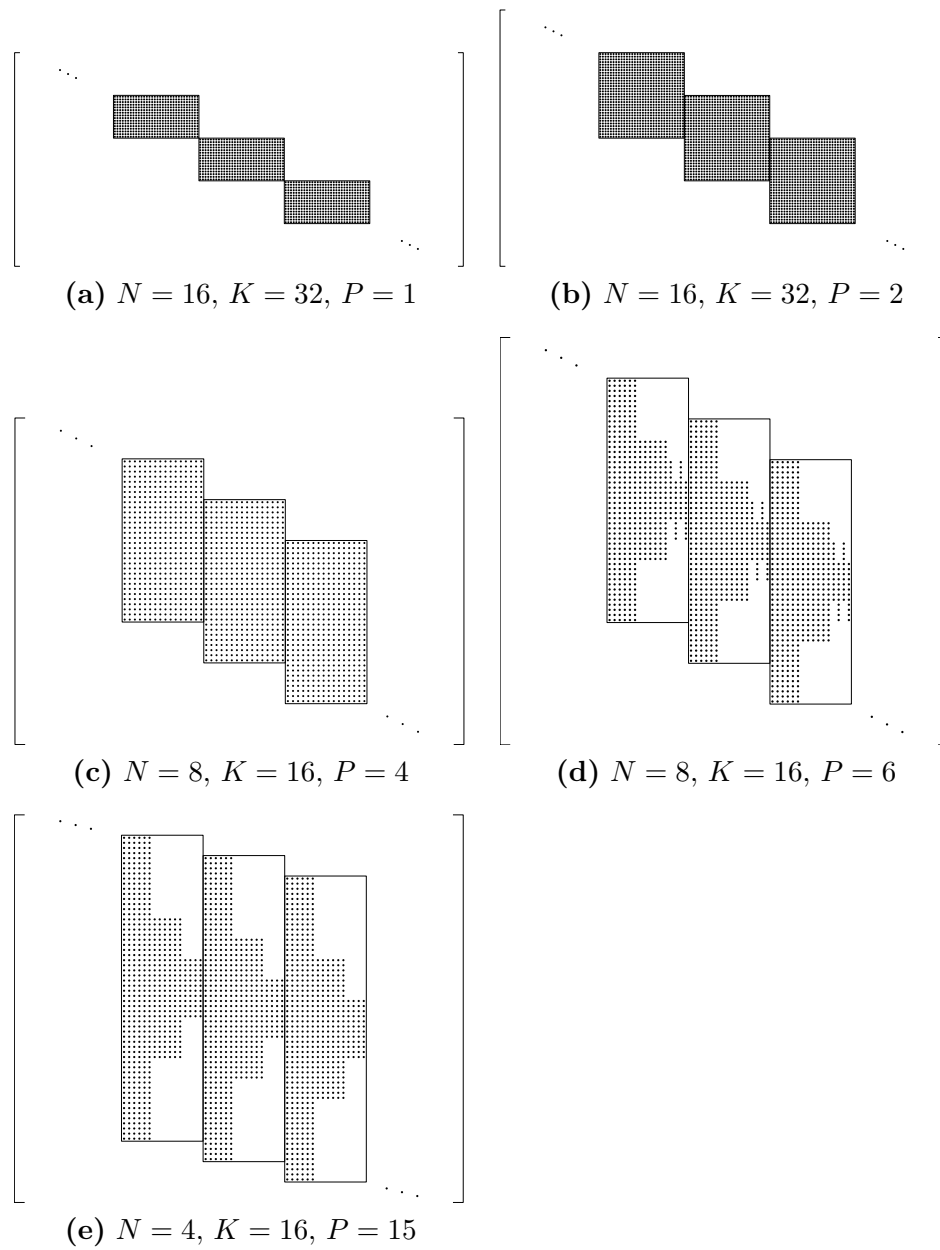 (a) N = 16, K = 32, P = 1
(b) N = 16, K = 32, P = 2
(c) N = 8, K = 16, P = 4
(d) N = 8, K = 16, P = 6
(e) N = 4, K = 16, P = 15